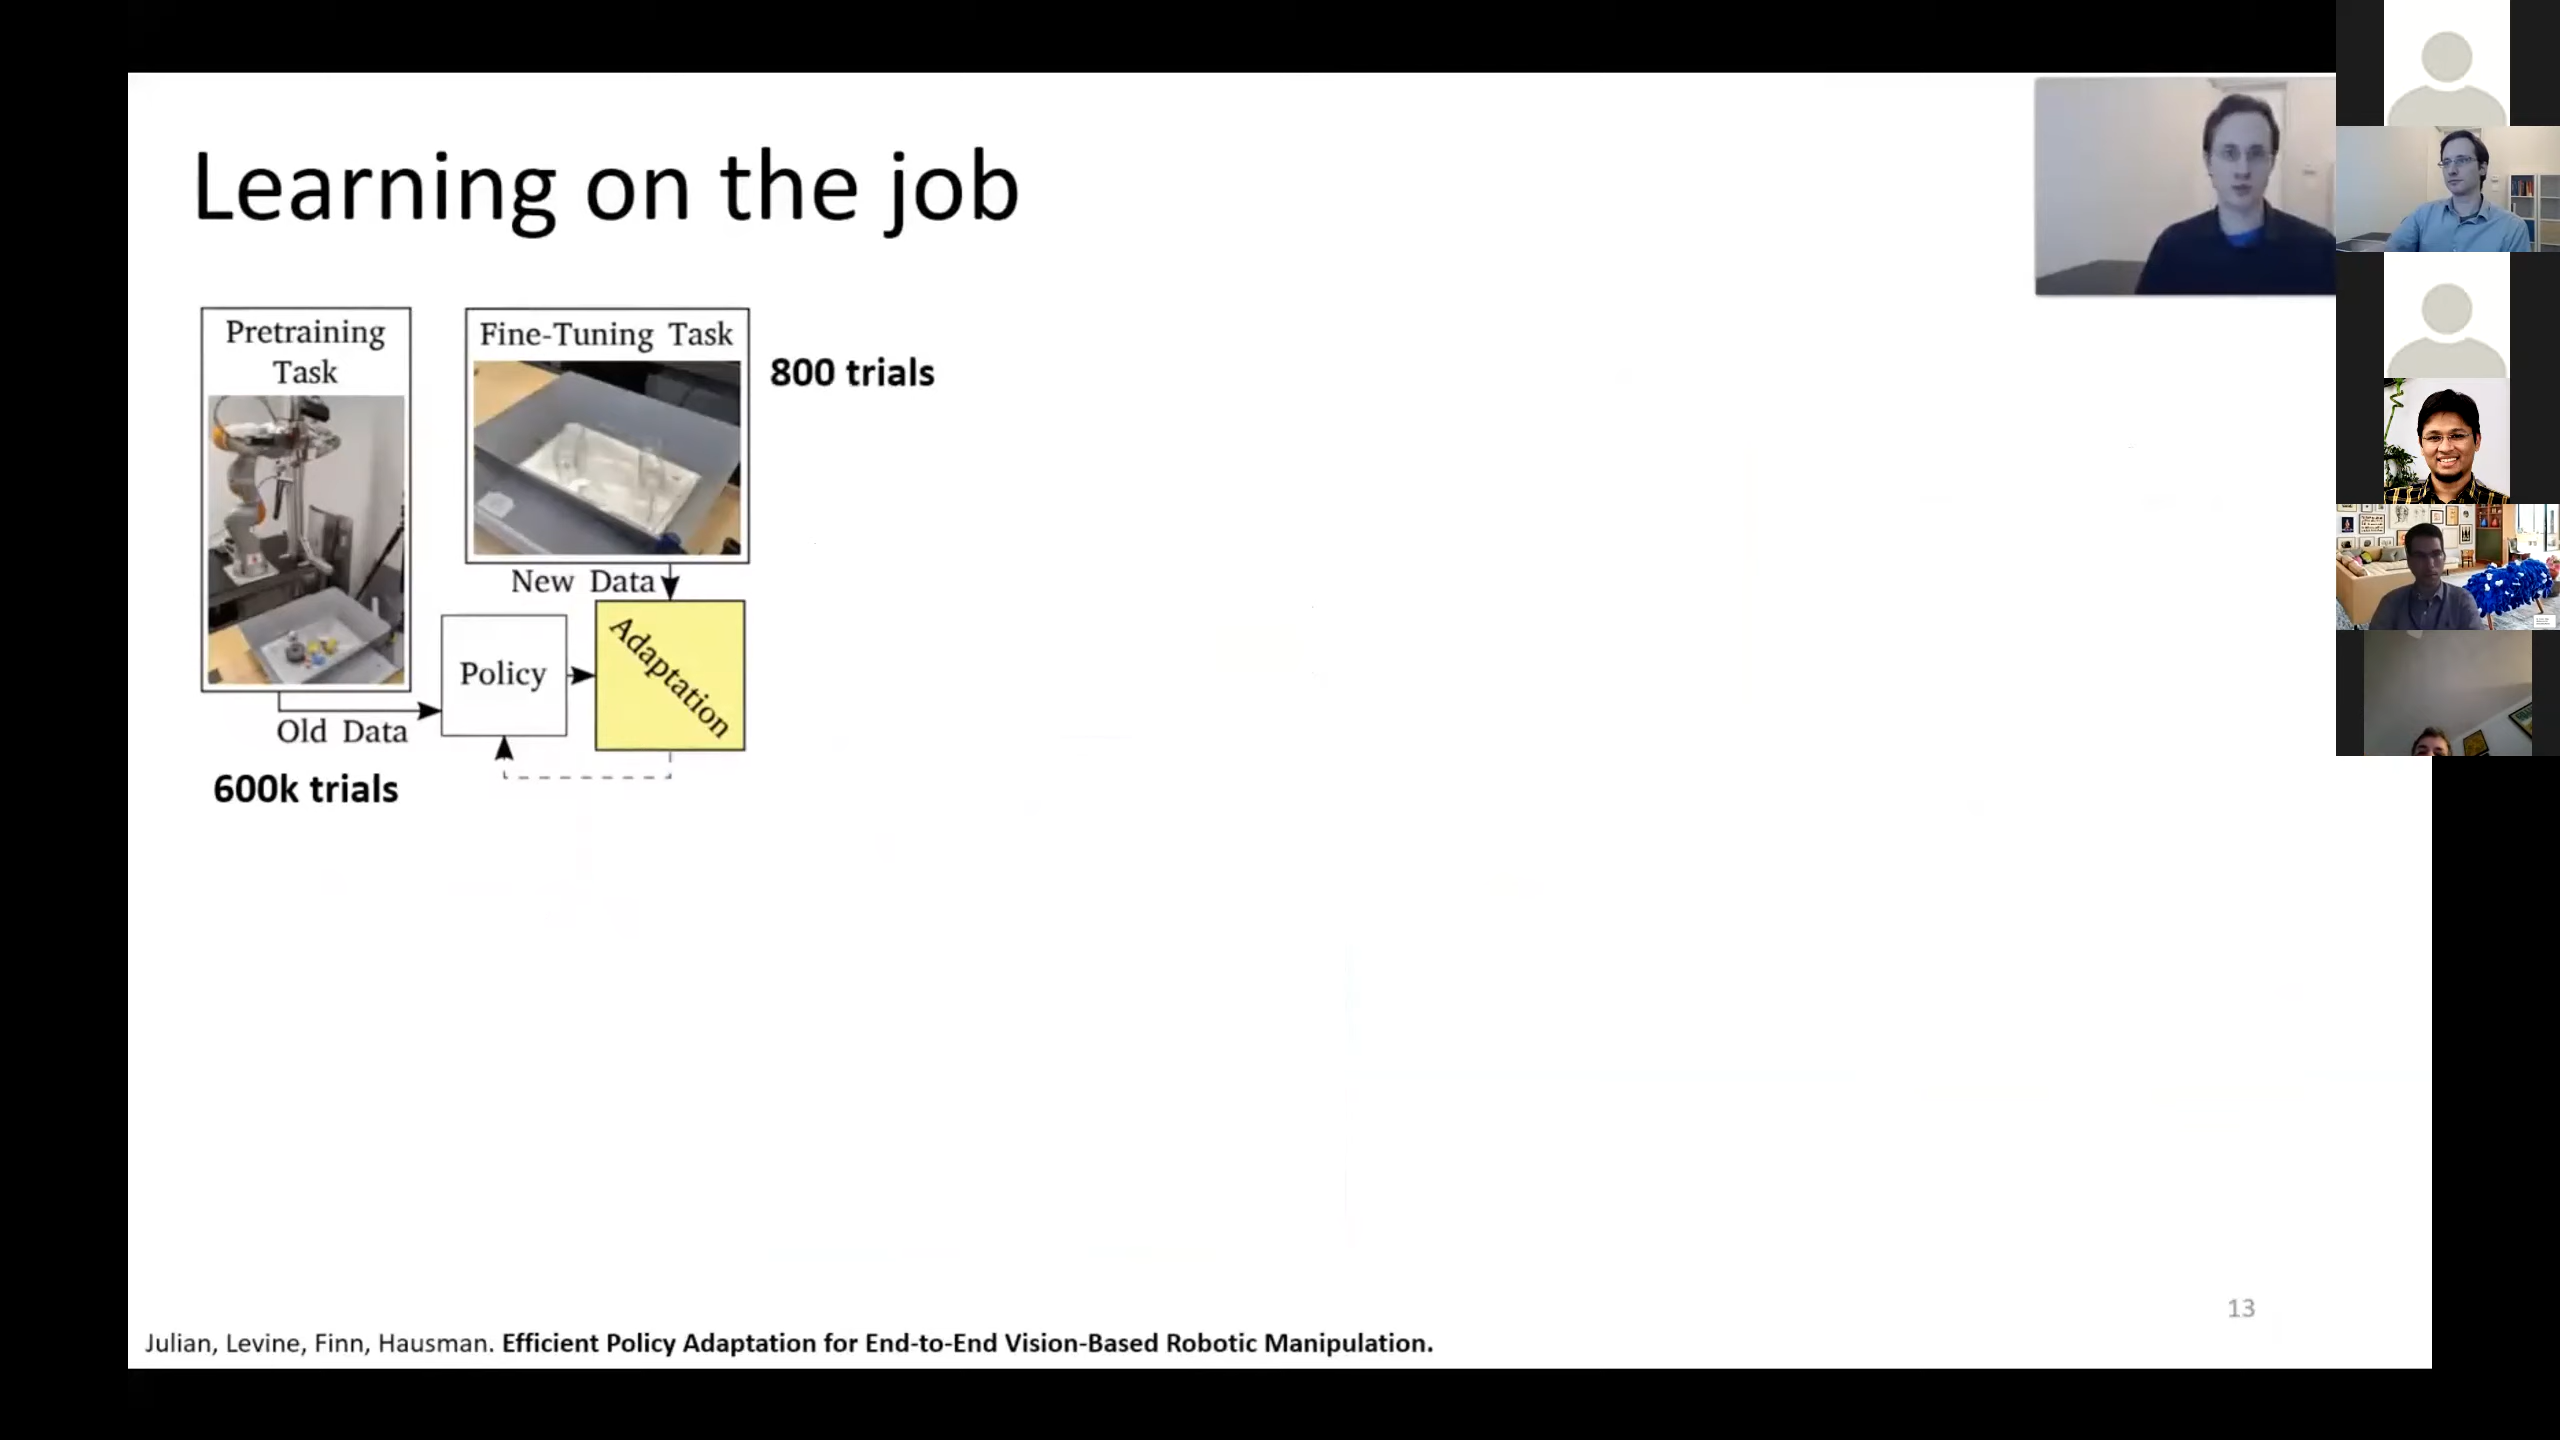 Learning on the job
Pretraining
Task
Fine-Tuning Task
800 trials
New Data
Policy
Adaptation
Old Data
600k trials
13
Julian, Levine, Finn, Hausman. Efficient Policy Adaptation for End-to-End Vision-Based Robotic Manipulation.